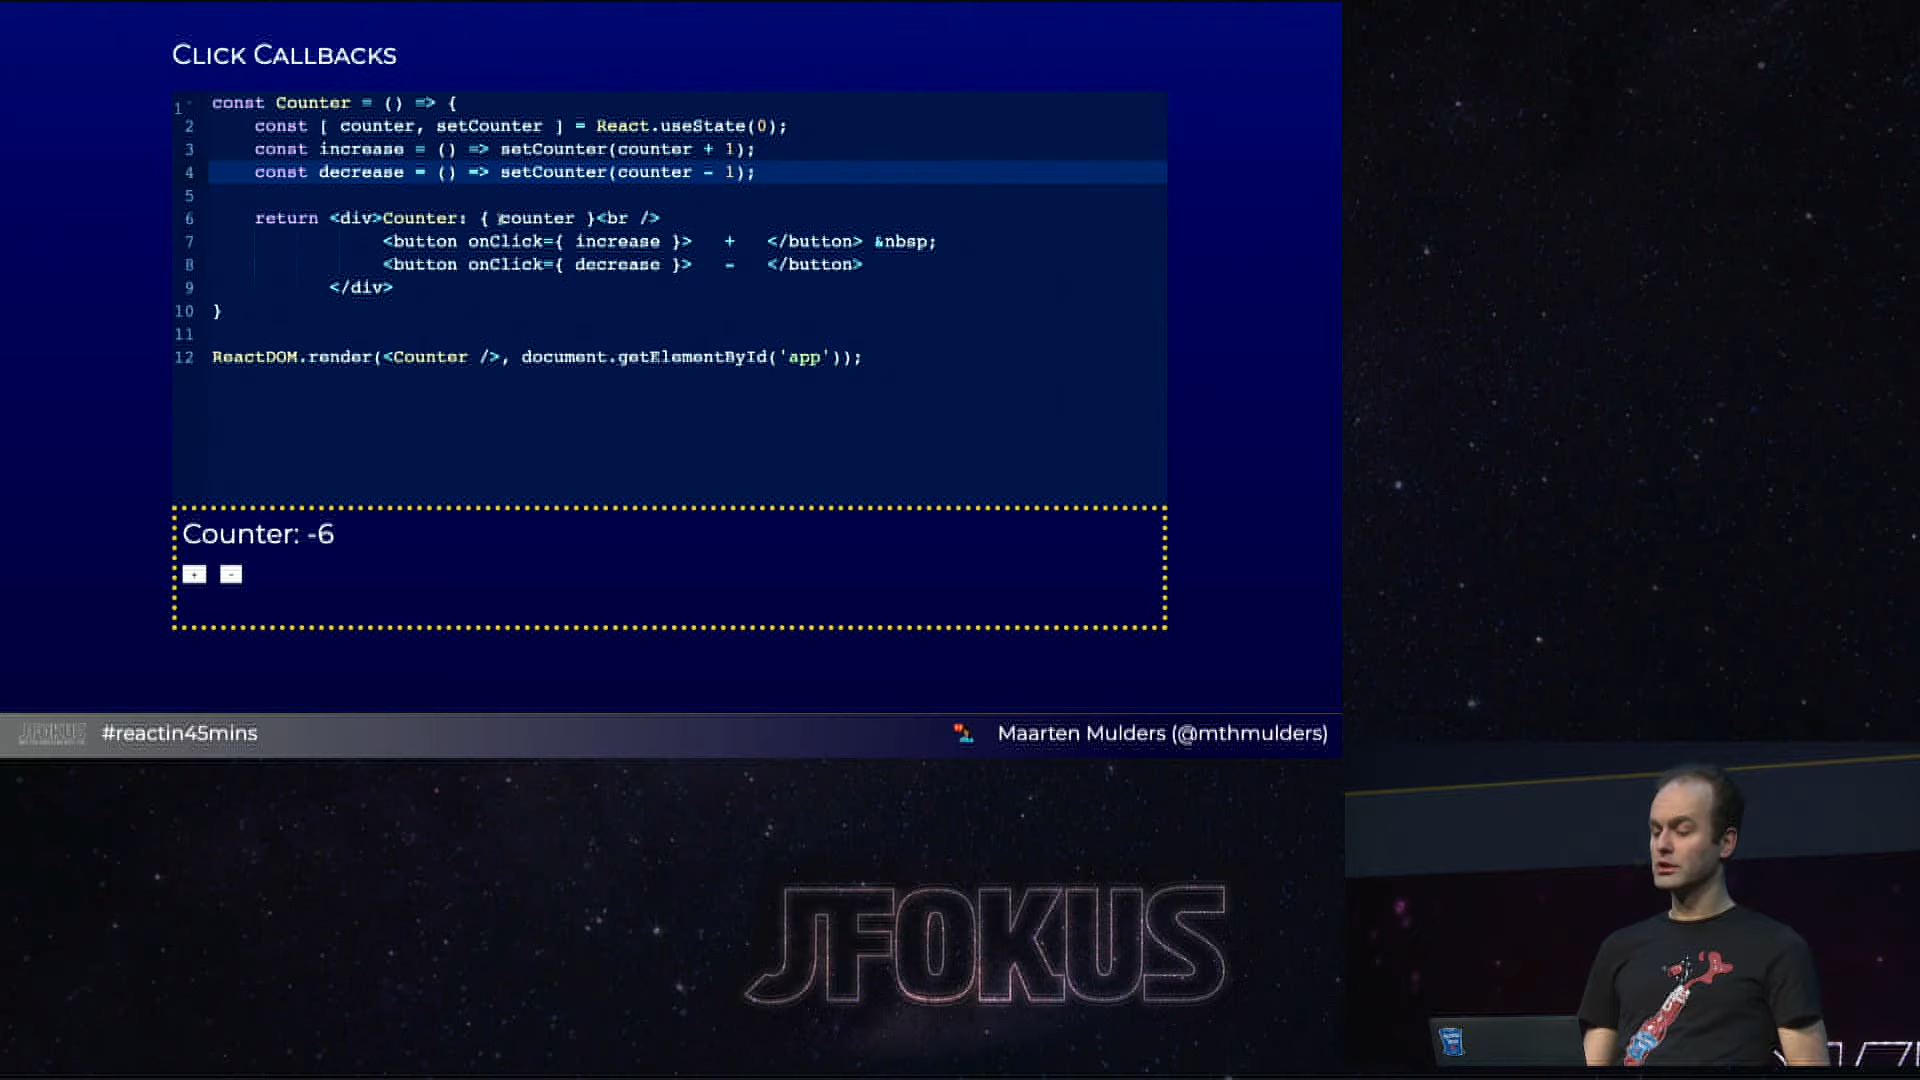 CLICK CALLBACKS
1 const Counter = () => {
2 const [ counter, setCounter ] = React.useState(0);
3 const increase = () => setCounter(counter + 1);
4 const decrease = () => setCounter(counter - 1);
5
6 return <div>Counter: { counter }<br />
7 <button onClick={ increase }> + </button> &nbsp;
8 <button onClick={ decrease }> - </button>
9 </div>
10 }
11
12 ReactDOM.render(<Counter />, document.getElementById('app'));
Counter: -6
+ -
JFOKUS #reactin45mins Maarten Mulders (@mthmulders)
JFOKUS